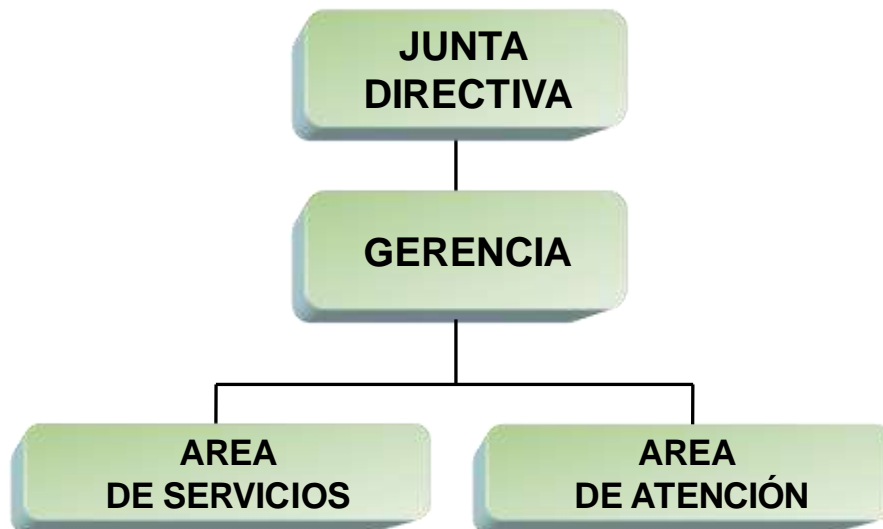 JUNTA
DIRECTIVA
GERENCIA
AREA
DE SERVICIOS
AREA
DE ATENCIÓN